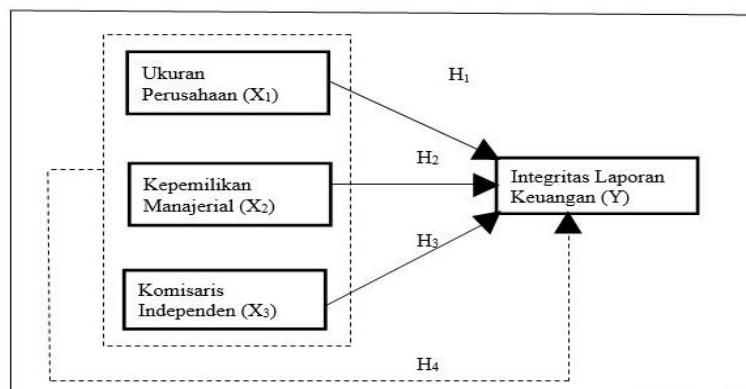 Ukuran
Perusahaan (X₁)
H₁
Kepemilikan
Manajerial (X₂)
H₂
Integritas Laporan
Keuangan (Y)
Komisaris
Independen (X₃)
H₃
H₄